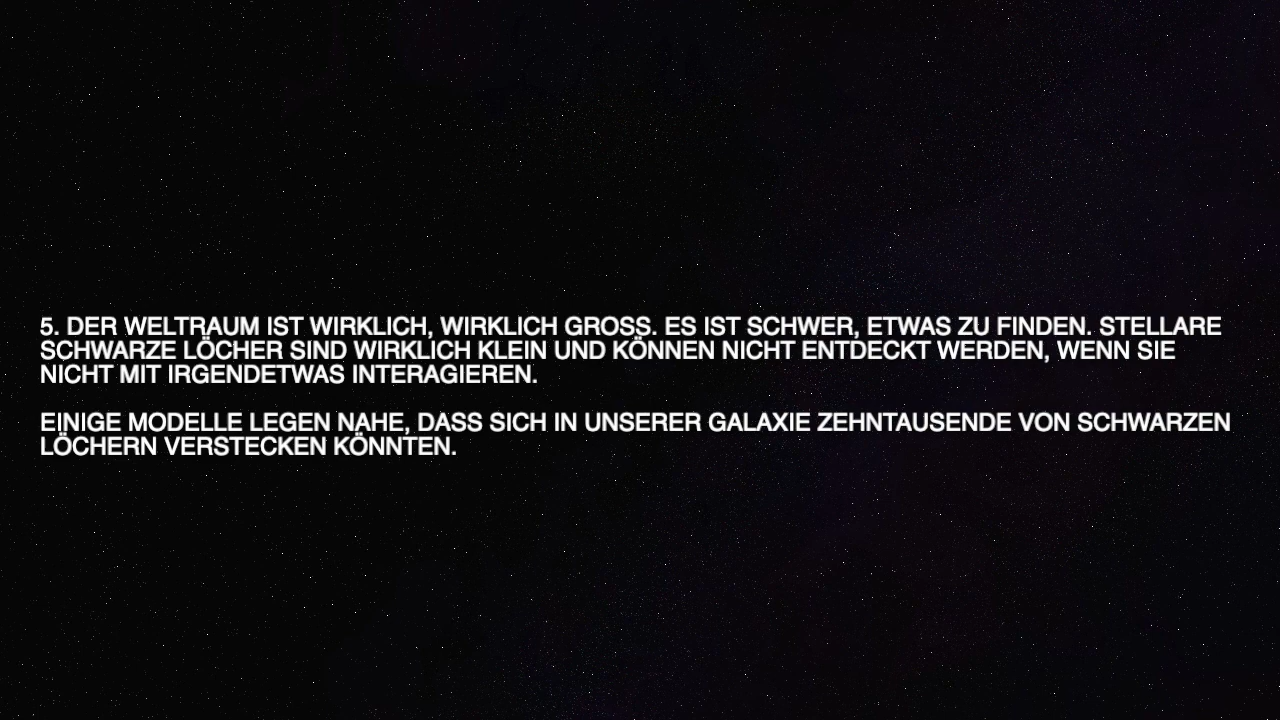 5. DER WELTRAUM IST WIRKLICH, WIRKLICH GROSS. ES IST SCHWER, ETWAS ZU FINDEN. STELLARE
SCHWARZE LÖCHER SIND WIRKLICH KLEIN UND KÖNNEN NICHT ENTDECKT WERDEN, WENN SIE
NICHT MIT IRGENDETWAS INTERAGIEREN.
EINIGE MODELLE LEGEN NAHE, DASS SICH IN UNSERER GALAXIE ZEHNTAUSENDE VON SCHWARZEN
LÖCHERN VERSTECKEN KÖNNTEN.